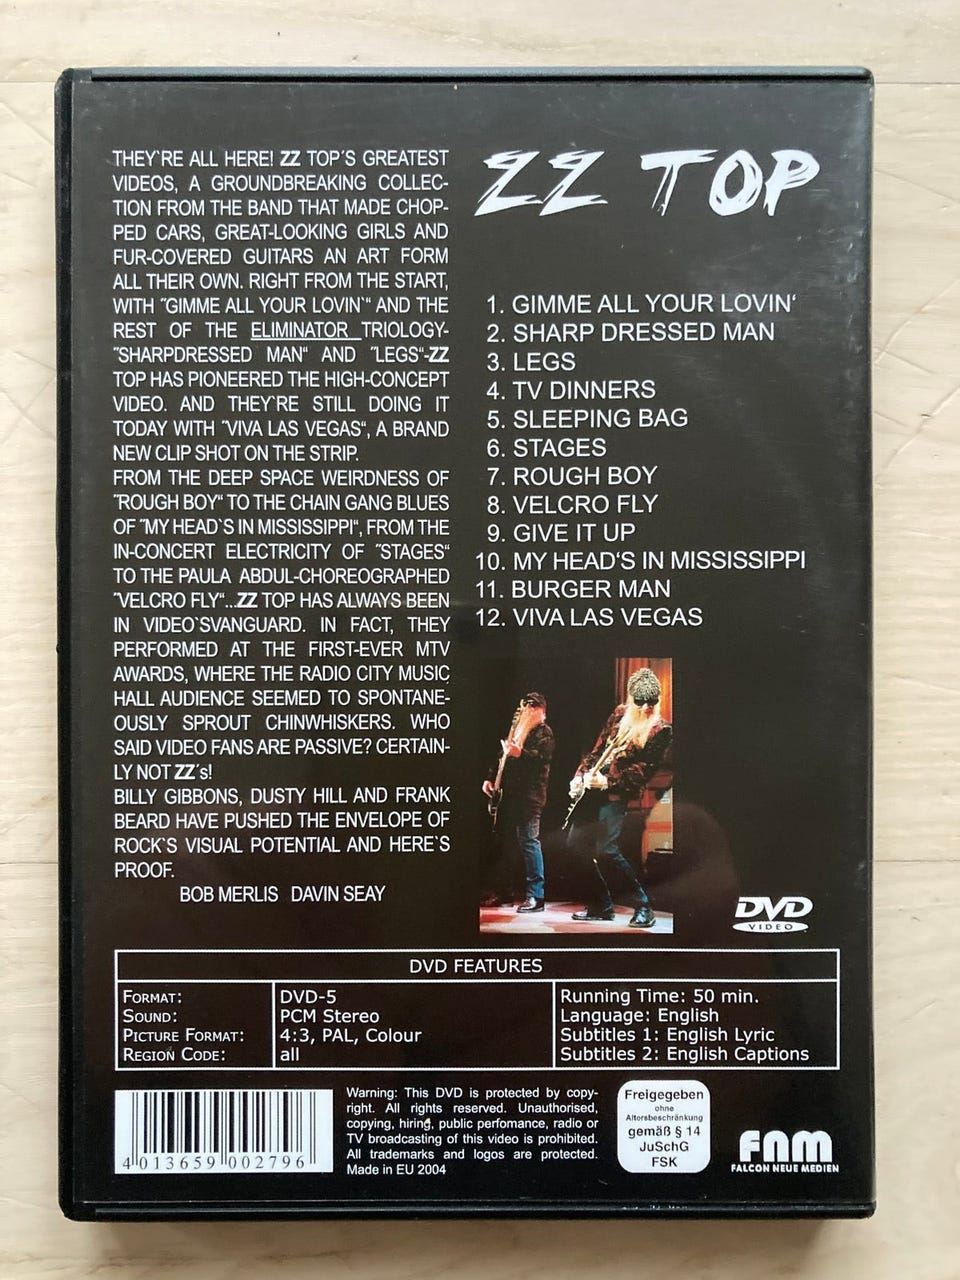 THEY`RE ALL HERE! ZZ TOP´S GREATEST
VIDEOS, A GROUNDBREAKING COLLEC-
TION FROM THE BAND THAT MADE CHOP-
PED CARS, GREAT-LOOKING GIRLS AND
FUR-COVERED GUITARS AN ART FORM
ALL THEIR OWN. RIGHT FROM THE START,
WITH ˝GIMME ALL YOUR LOVIN`“ AND THE
REST OF THE ELIMINATOR TRIOLOGY-
˝SHARPDRESSED MAN“ AND ˝LEGS“-ZZ
TOP HAS PIONEERED THE HIGH-CONCEPT
VIDEO. AND THEY`RE STILL DOING IT
TODAY WITH ˝VIVA LAS VEGAS“, A BRAND
NEW CLIP SHOT ON THE STRIP.
FROM THE DEEP SPACE WEIRDNESS OF
˝ROUGH BOY“ TO THE CHAIN GANG BLUES
OF ˝MY HEAD`S IN MISSISSIPPI“, FROM THE
IN-CONCERT ELECTRICITY OF ˝STAGES“
TO THE PAULA ABDUL-CHOREOGRAPHED
˝VELCRO FLY“...ZZ TOP HAS ALWAYS BEEN
IN VIDEO`SVANGUARD. IN FACT, THEY
PERFORMED AT THE FIRST-EVER MTV
AWARDS, WHERE THE RADIO CITY MUSIC
HALL AUDIENCE SEEMED TO SPONTANE-
OUSLY SPROUT CHINWHISKERS. WHO
SAID VIDEO FANS ARE PASSIVE? CERTAIN-
LY NOT ZZ´s!
BILLY GIBBONS, DUSTY HILL AND FRANK
BEARD HAVE PUSHED THE ENVELOPE OF
ROCK`S VISUAL POTENTIAL AND HERE`S
PROOF.
BOB MERLIS DAVIN SEAY
ZZ TOP
1. GIMME ALL YOUR LOVIN‘
2. SHARP DRESSED MAN
3. LEGS
4. TV DINNERS
5. SLEEPING BAG
6. STAGES
7. ROUGH BOY
8. VELCRO FLY
9. GIVE IT UP
10. MY HEAD‘S IN MISSISSIPPI
11. BURGER MAN
12. VIVA LAS VEGAS
DVD
VIDEO
DVD FEATURES
FORMAT: DVD-5
SOUND: PCM Stereo
PICTURE FORMAT: 4:3, PAL, Colour
REGION CODE: all
Running Time: 50 min.
Language: English
Subtitles 1: English Lyric
Subtitles 2: English Captions
4 013659 002796
Warning: This DVD is protected by copy-
right. All rights reserved. Unauthorised,
copying, hiring, public perfomance, radio or
TV broadcasting of this video is prohibited.
All trademarks and logos are protected.
Made in EU 2004
Freigegeben
ohne
Altersbeschränkung
gemäß § 14
JuSchG
FSK
FNM
FALCON NEUE MEDIEN